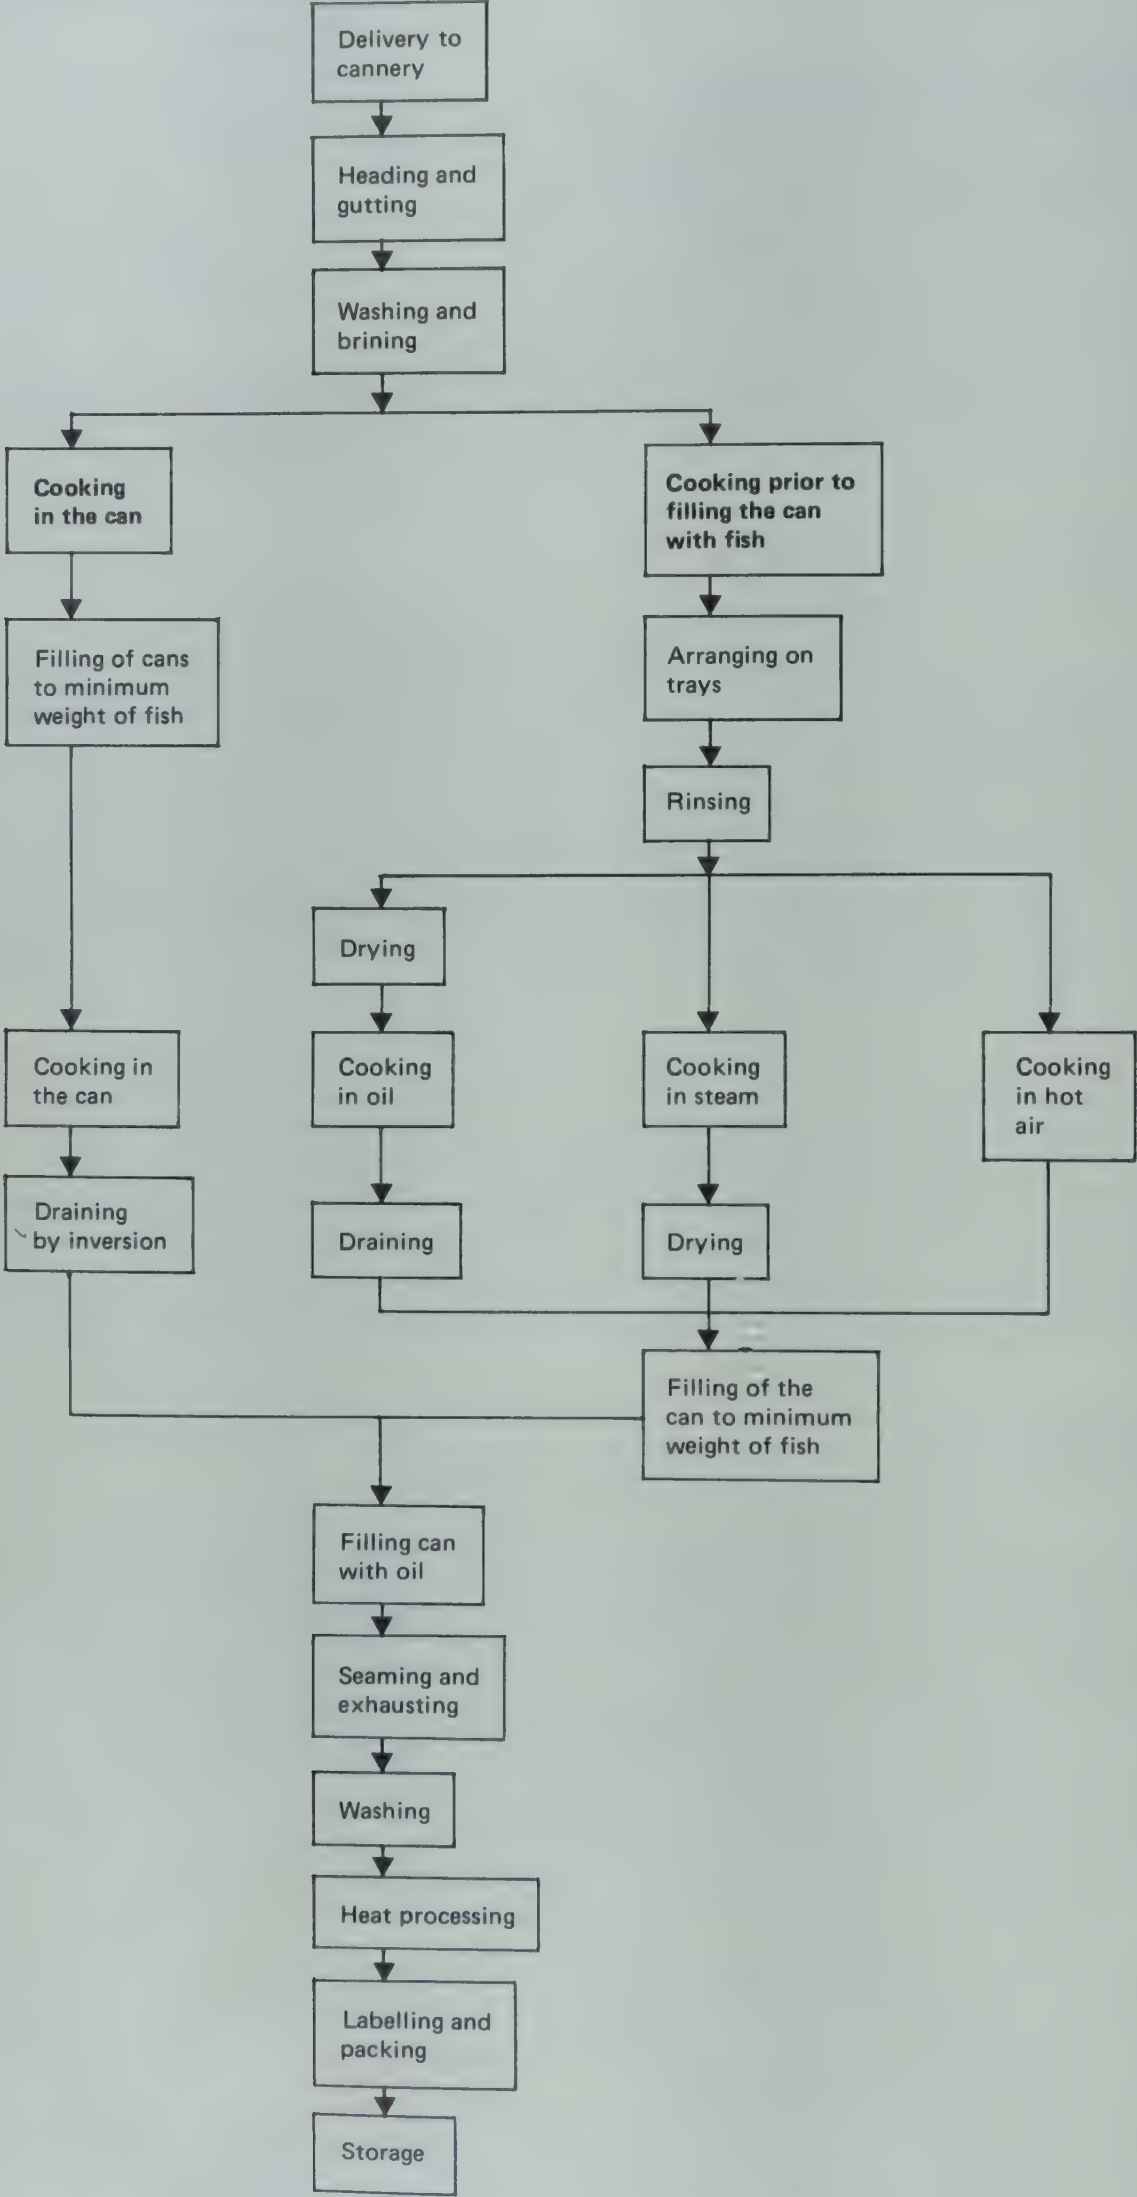 Delivery to
cannery
Heading and
gutting
Washing and
brining
Cooking
in the can
Cooking prior to
filling the can
with fish
Filling of cans
to minimum
weight of fish
Arranging on
trays
Rinsing
Drying
Cooking in
the can
Cooking
in oil
Cooking
in steam
Cooking
in hot
air
Draining
by inversion
Draining
Drying
Filling of the
can to minimum
weight of fish
Filling can
with oil
Seaming and
exhausting
Washing
Heat processing
Labelling and
packing
Storage